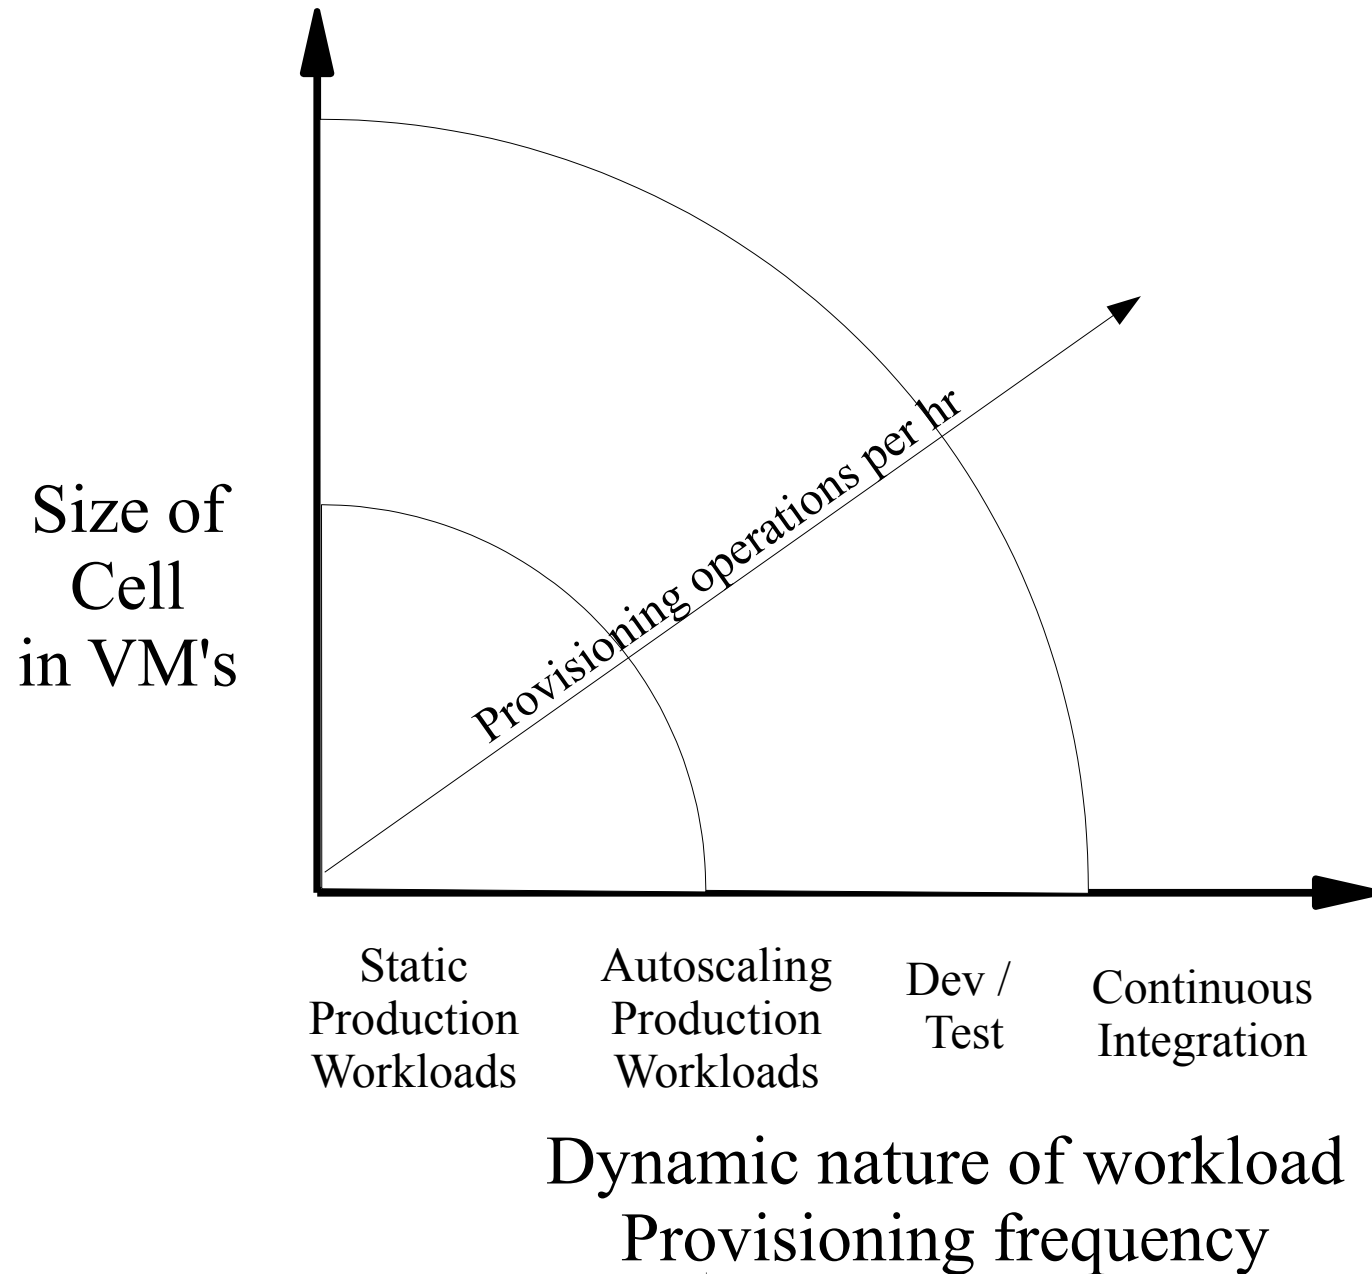 Provisioning operations per hr
Size of
Cell
in VM's
Static
Production
Workloads
Autoscaling
Production
Workloads
Dev /
Test
Continuous
Integration
Dynamic nature of workload
Provisioning frequency